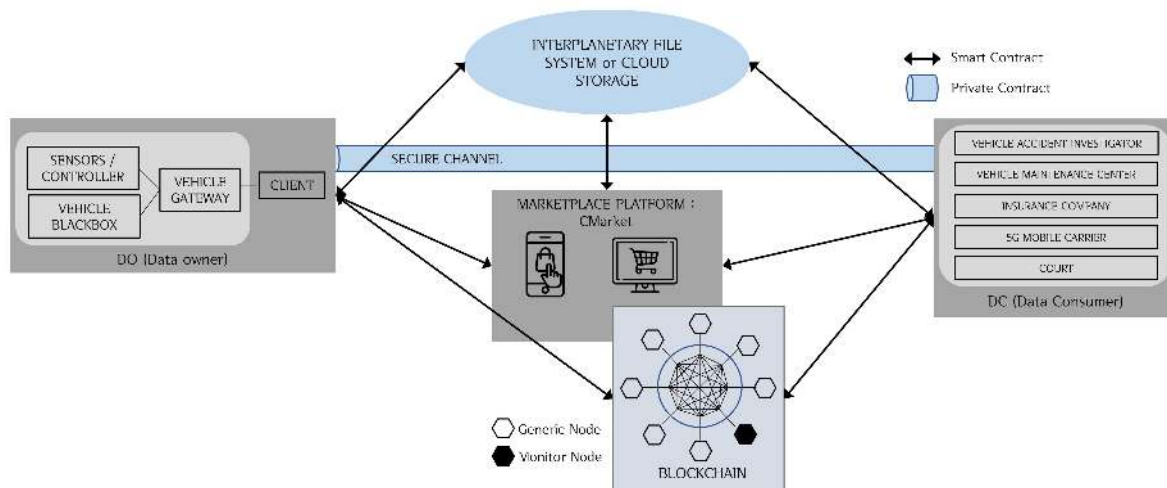 INTERPLANETARY FILE
SYSTEM or CLOUD
STORAGE
Smart Contract
Private Contract
SECURE CHANNEL
SENSORS /
CONTROLLER
VEHICLE
BLACKBOX
VEHICLE
GATEWAY
CLIENT
DO (Data owner)
MARKETPLACE PLATFORM :
CMarket
VEHICLE ACCIDENT INVESTIGATOR
VEHICLE MAINTENANCE CENTER
INSURANCE COMPANY
5G MOBILE CARRIER
COURT
DC (Data Consumer)
Generic Node
Monitor Node
BLOCKCHAIN